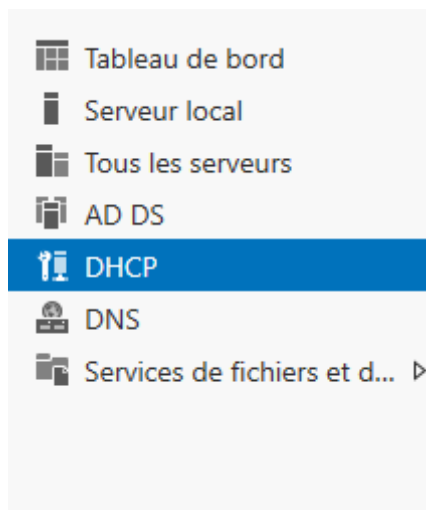 Tableau de bord
Serveur local
Tous les serveurs
AD DS
DHCP
DNS
Services de fichiers et d...